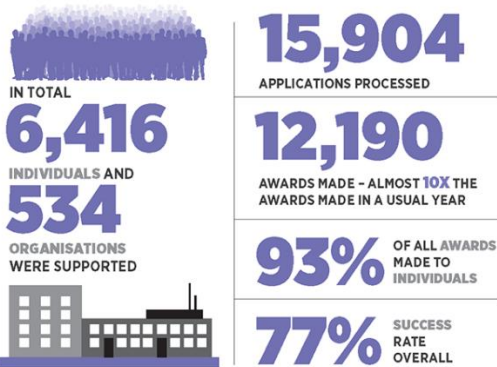 IN TOTAL
6,416
INDIVIDUALS AND
534
ORGANISATIONS
WERE SUPPORTED
15,904
APPLICATIONS PROCESSED
12,190
AWARDS MADE – ALMOST 10X THE
AWARDS MADE IN A USUAL YEAR
93%
OF ALL AWARDS
MADE TO
INDIVIDUALS
77%
SUCCESS
RATE
OVERALL